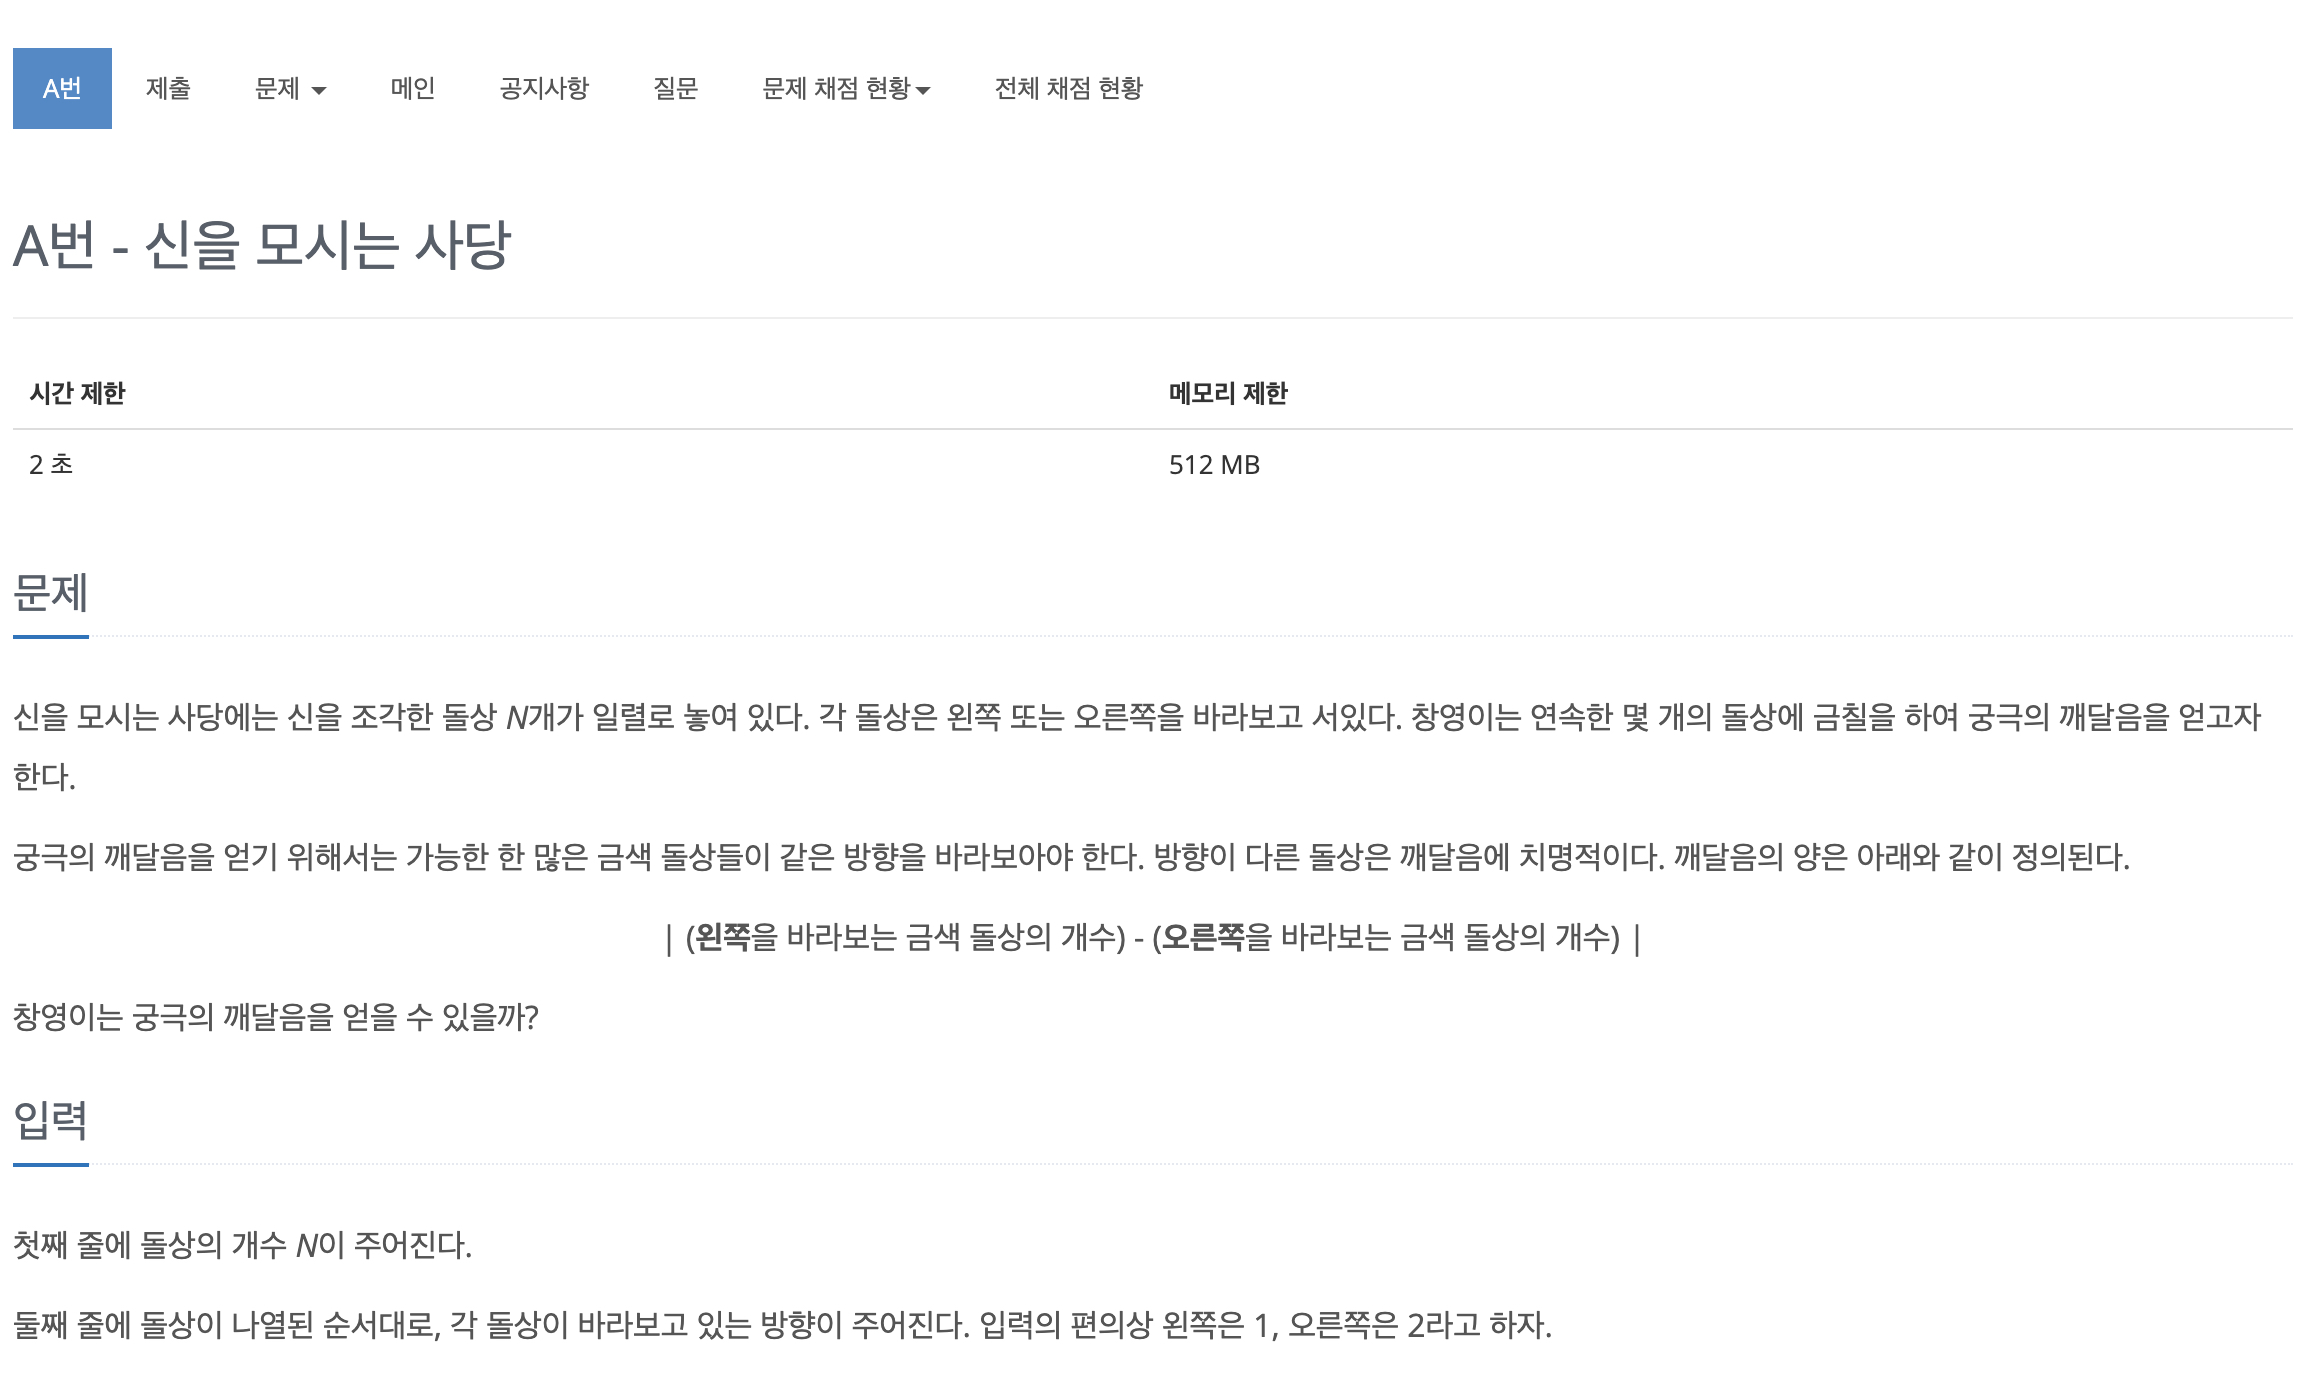 A번 제출 문제 메인 공지사항 질문 문제 채점 현황 전체 채점 현황
A번 - 신을 모시는 사당
시간 제한 메모리 제한
2 초 512 MB
문제
신을 모시는 사당에는 신을 조각한 돌상 N개가 일렬로 놓여 있다. 각 돌상은 왼쪽 또는 오른쪽을 바라보고 서있다. 창영이는 연속한 몇 개의 돌상에 금칠을 하여 궁극의 깨달음을 얻고자
한다.
궁극의 깨달음을 얻기 위해서는 가능한 한 많은 금색 돌상들이 같은 방향을 바라보아야 한다. 방향이 다른 돌상은 깨달음에 치명적이다. 깨달음의 양은 아래와 같이 정의된다.
| (왼쪽을 바라보는 금색 돌상의 개수) - (오른쪽을 바라보는 금색 돌상의 개수) |
창영이는 궁극의 깨달음을 얻을 수 있을까?
입력
첫째 줄에 돌상의 개수 N이 주어진다.
둘째 줄에 돌상이 나열된 순서대로, 각 돌상이 바라보고 있는 방향이 주어진다. 입력의 편의상 왼쪽은 1, 오른쪽은 2라고 하자.